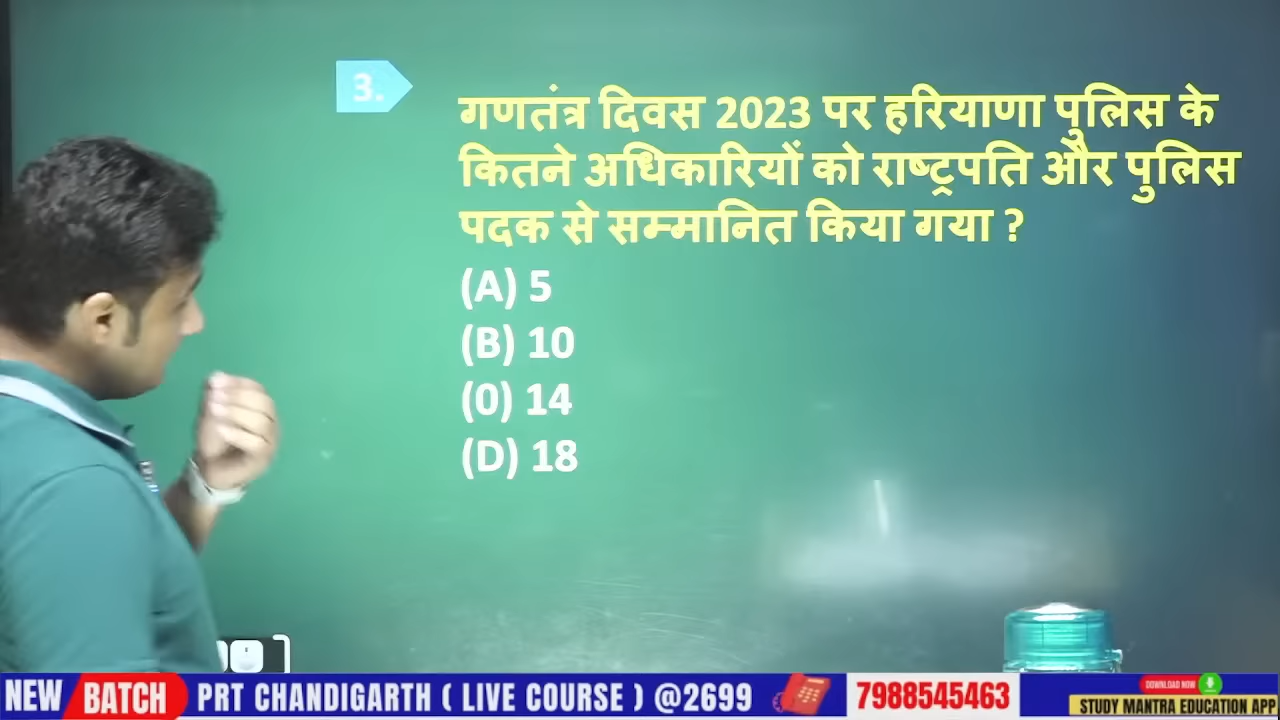 3.
गणतंत्र दिवस 2023 पर हरियाणा पुलिस के
कितने अधिकारियों को राष्ट्रपति और पुलिस
पदक से सम्मानित किया गया ?
(A) 5
(B) 10
(0) 14
(D) 18
NEW BATCH PRT CHANDIGARTH ( VE COURSE ) @2699 7988545463
DOWNLOAD NOW
STUDY MANTRA EDUCATION APP